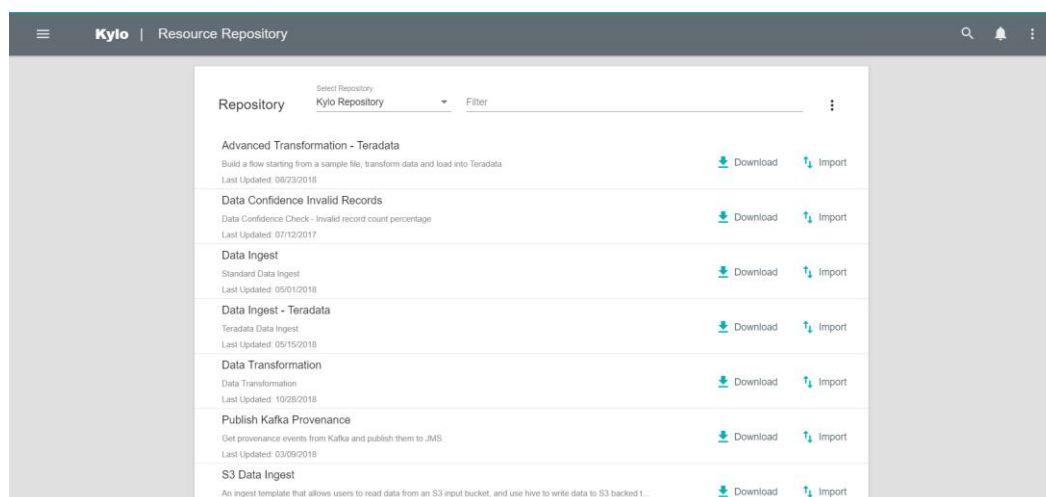 Kylo | Resource Repository
Select Repository
Repository Kylo Repository Filter
Advanced Transformation - Teradata
Build a flow starting from a sample file, transform data and load into Teradata
Download Import
Last Updated: 08/23/2018
Data Confidence Invalid Records
Data Confidence Check - Invalid record count percentage
Download Import
Last Updated: 07/12/2017
Data Ingest
Standard Data Ingest
Download Import
Last Updated: 05/01/2018
Data Ingest - Teradata
Teradata Data Ingest
Download Import
Last Updated: 05/15/2018
Data Transformation
Data Transformation
Download Import
Last Updated: 10/28/2018
Publish Kafka Provenance
Get provenance events from Kafka and publish them to JMS
Download Import
Last Updated: 03/09/2018
S3 Data Ingest
An ingest template that allows users to read data from an S3 input bucket, and use hive to write data to S3 backed t...
Download Import